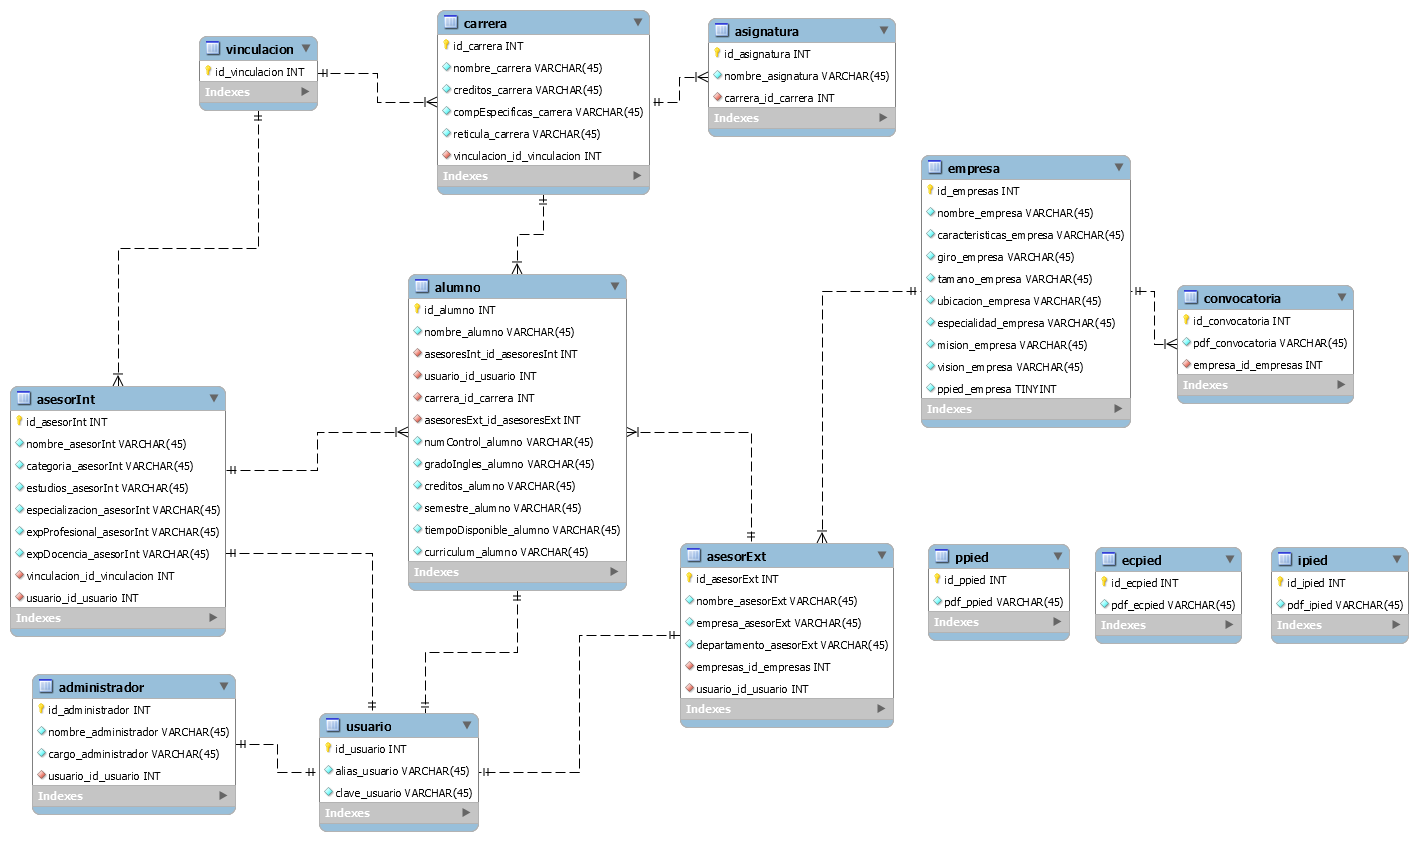 vinculacion
id_vinculacion INT
Indexes
carrera
id_carrera INT
nombre_carrera VARCHAR(45)
creditos_carrera VARCHAR(45)
compEspecificas_carrera VARCHAR(45)
reticula_carrera VARCHAR(45)
vinculacion_id_vinculacion INT
Indexes
asignatura
id_asignatura INT
nombre_asignatura VARCHAR(45)
carrera_id_carrera INT
Indexes
empresa
id_empresas INT
nombre_empresa VARCHAR(45)
caracteristicas_empresa VARCHAR(45)
giro_empresa VARCHAR(45)
tamano_empresa VARCHAR(45)
ubicacion_empresa VARCHAR(45)
especialidad_empresa VARCHAR(45)
mision_empresa VARCHAR(45)
vision_empresa VARCHAR(45)
ppied_empresa TINYINT
Indexes
convocatoria
id_convocatoria INT
pdf_convocatoria VARCHAR(45)
empresa_id_empresas INT
Indexes
alumno
id_alumno INT
nombre_alumno VARCHAR(45)
asesoresInt_id_asesoresInt INT
usuario_id_usuario INT
carrera_id_carrera INT
asesoresExt_id_asesoresExt INT
numControl_alumno VARCHAR(45)
gradoIngles_alumno VARCHAR(45)
creditos_alumno VARCHAR(45)
semestre_alumno VARCHAR(45)
tiempoDisponible_alumno VARCHAR(45)
curriculum_alumno VARCHAR(45)
Indexes
asesorInt
id_asesorInt INT
nombre_asesorInt VARCHAR(45)
categoria_asesorInt VARCHAR(45)
estudios_asesorInt VARCHAR(45)
especializacion_asesorInt VARCHAR(45)
expProfesional_asesorInt VARCHAR(45)
expDocencia_asesorInt VARCHAR(45)
vinculacion_id_vinculacion INT
usuario_id_usuario INT
Indexes
asesorExt
id_asesorExt INT
nombre_asesorExt VARCHAR(45)
empresa_asesorExt VARCHAR(45)
departamento_asesorExt VARCHAR(45)
empresas_id_empresas INT
usuario_id_usuario INT
Indexes
ppied
id_ppied INT
pdf_ppied VARCHAR(45)
Indexes
ecpied
id_ecpied INT
pdf_ecpied VARCHAR(45)
Indexes
ipied
id_ipied INT
pdf_ipied VARCHAR(45)
Indexes
administrador
id_administrador INT
nombre_administrador VARCHAR(45)
cargo_administrador VARCHAR(45)
usuario_id_usuario INT
Indexes
usuario
id_usuario INT
alias_usuario VARCHAR(45)
clave_usuario VARCHAR(45)
Indexes